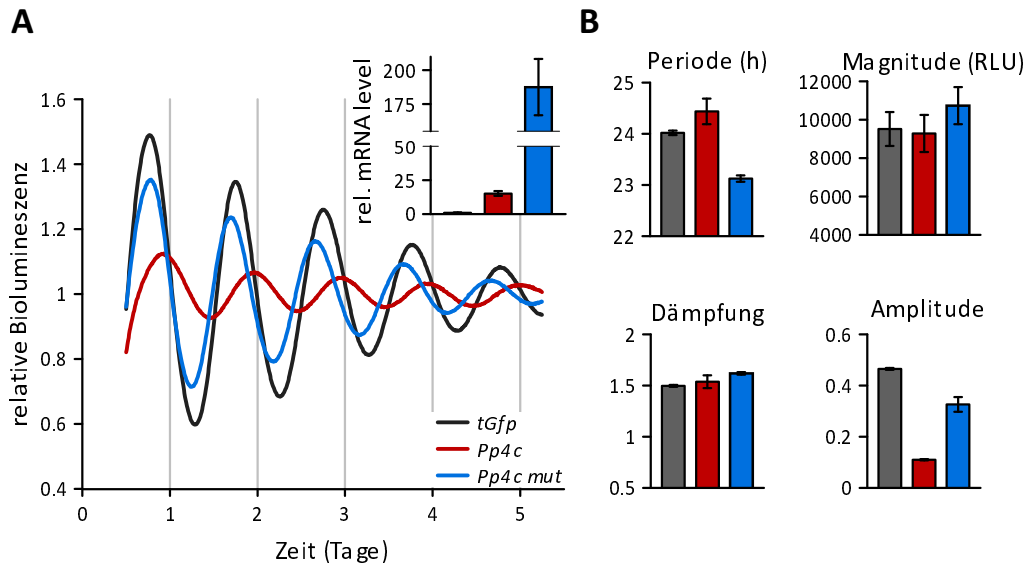 A
relative Biolumineszenz
1.6
1.4
1.2
1
0.8
0.6
0.4
0
1
2
3
4
5
Zeit (Tage)
rel. mRNA level
200
175
50
25
0
tGfp
Pp4c
Pp4c mut
B
Periode (h)
25
24
23
22
Magnitude (RLU)
12000
10000
8000
6000
4000
Dämpfung
2
1.5
1
0.5
Amplitude
0.6
0.4
0.2
0